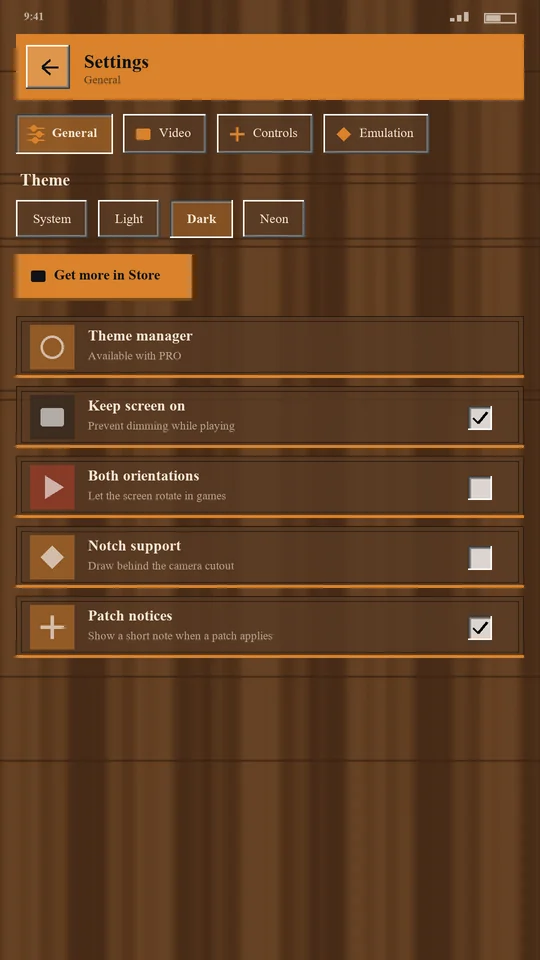 9:41
Settings
General
General
Video
Controls
Emulation
Theme
System
Light
Dark
Neon
Get more in Store
Theme manager
Available with PRO
Keep screen on
Prevent dimming while playing
Both orientations
Let the screen rotate in games
Notch support
Draw behind the camera cutout
Patch notices
Show a short note when a patch applies